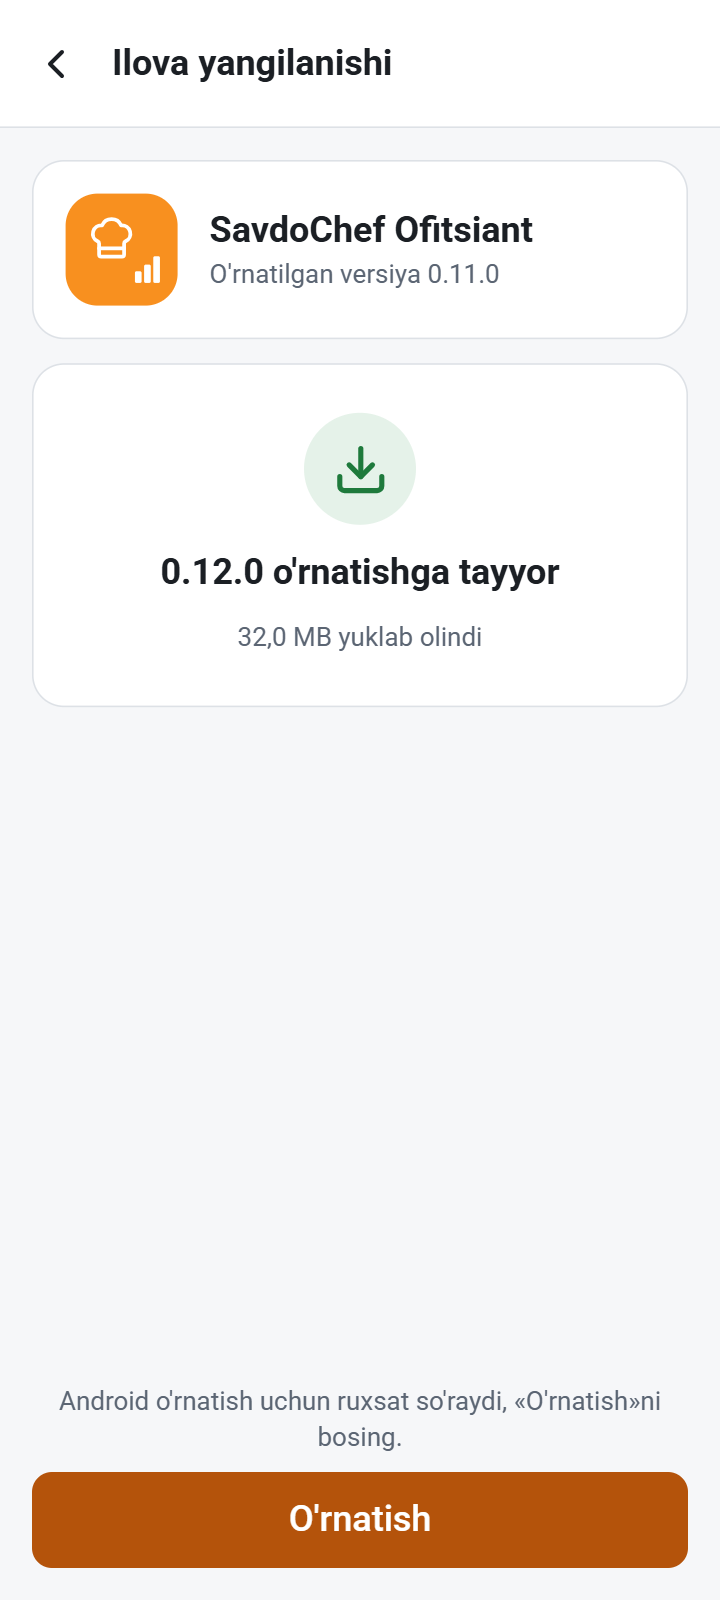 Ilova yangilanishi
SavdoChef Ofitsiant
O'rnatilgan versiya 0.11.0
0.12.0 o'rnatishga tayyor
32,0 MB yuklab olindi
Android o'rnatish uchun ruxsat so'raydi, «O'rnatish»ni
bosing.
O'rnatish